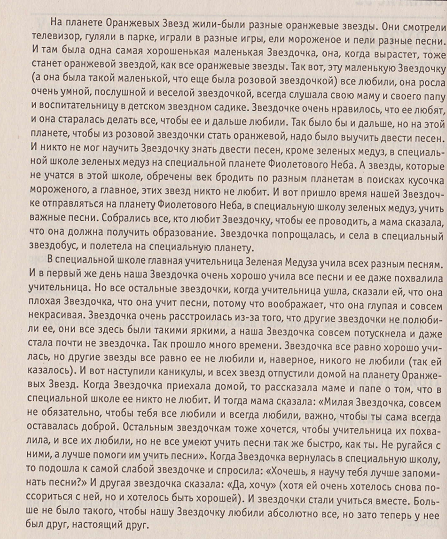 На планете Оранжевых Звезд жили-были разные оранжевые звезды. Они смотрели
телевизор, гуляли в парке, играли в разные игры, ели мороженое и пели разные песни.
И там была одна самая хорошенькая маленькая Звездочка, она, когда вырастет, тоже
станет оранжевой звездой, как все оранжевые звезды. Так вот, эту маленькую Звездочку
(а она была такой маленькой, что еще была розовой звездочкой) все любили, она росла
очень умной, послушной и веселой звездочкой, всегда слушала свою маму и своего папу
и воспитательницу в детском звездном садике. Звездочке очень нравилось, что ее любят,
и она старалась делать все, чтобы ее и дальше любили. Так было бы и дальше, но на этой
планете, чтобы из розовой звездочки стать оранжевой, надо было выучить двести песен.
И никто не мог научить Звездочку знать двести песен, кроме зеленых медуз, в специаль-
ной школе зеленых медуз на специальной планете Фиолетового Неба. А звезды, которые
не учатся в этой школе, обречены век бродить по разным планетам в поисках кусочка
мороженого, а главное, этих звезд никто не любит. И вот пришло время нашей Звездоч-
ке отправляться на планету Фиолетового Неба, в специальную школу зеленых медуз, учить
важные песни. Собрались все, кто любит Звездочку, чтобы ее проводить, а мама сказала,
что она должна получить образование. Звездочка попрощалась, и села в специальный
звездобус, и полетела на специальную планету.
В специальной школе главная учительница Зеленая Медуза учила всех разным песням.
И в первый же день наша Звездочка очень хорошо учила все песни и ее даже похвалила
учительница. Но все остальные звездочки, когда учительница ушла, сказали ей, что она
плохая Звездочка, что она учит песни, потому что воображает, что она глупая и совсем
некрасивая. Звездочка очень расстроилась из-за того, что другие звездочки не полюби-
ли ее, они все здесь были такими яркими, а наша Звездочка совсем потускнела и даже
стала почти не звездочка. Так прошло много времени. Звездочка все равно хорошо учи-
лась, но другие звезды все равно ее не любили и, наверное, никого не любили (так ей
казалось). И вот наступили каникулы, и всех звезд отпустили домой на планету Оранже-
вых Звезд. Когда Звездочка приехала домой, то рассказала маме и папе о том, что в
специальной школе ее никто не любит. И тогда мама сказала: «Милая Звездочка, совсем
не обязательно, чтобы тебя все любили и всегда любили, важно, чтобы ты сама всегда
оставалась доброй. Остальным звездочкам тоже хочется, чтобы учительница их похва-
лила, и все их любили, но не все умеют учить песни так же быстро, как ты. Не ругайся с
ними, а лучше помоги им учить песни». Когда Звездочка вернулась в специальную школу,
то подошла к самой слабой звездочке и спросила: «Хочешь, я научу тебя лучше запоми-
нать песни?» И другая звездочка сказала: «Да, хочу» (хотя ей очень хотелось снова по-
ссориться с ней, но и хотелось быть хорошей). И звездочки стали учиться вместе. Боль-
ше не было такого, чтобы нашу Звездочку любили абсолютно все, но зато теперь у нее
был друг, настоящий друг.